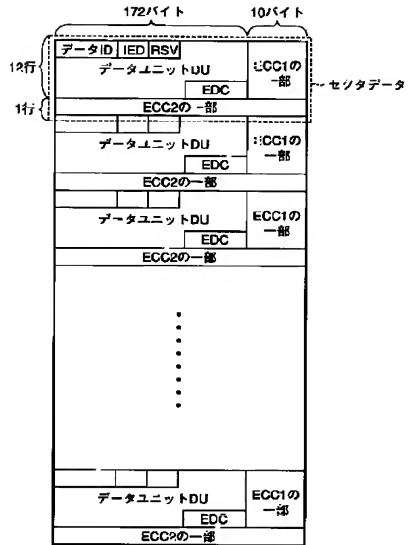 172バイト 10バイト
12行
1行
データID IED RSV
データユニットDU
EDC
ECC1の
一部
ECC2の一部
セクタデータ
データユニットDU
EDC
ECC1の
一部
ECC2の一部
データユニットDU
EDC
ECC1の
一部
ECC2の一部
データユニットDU
EDC
ECC1の
一部
ECC2の一部